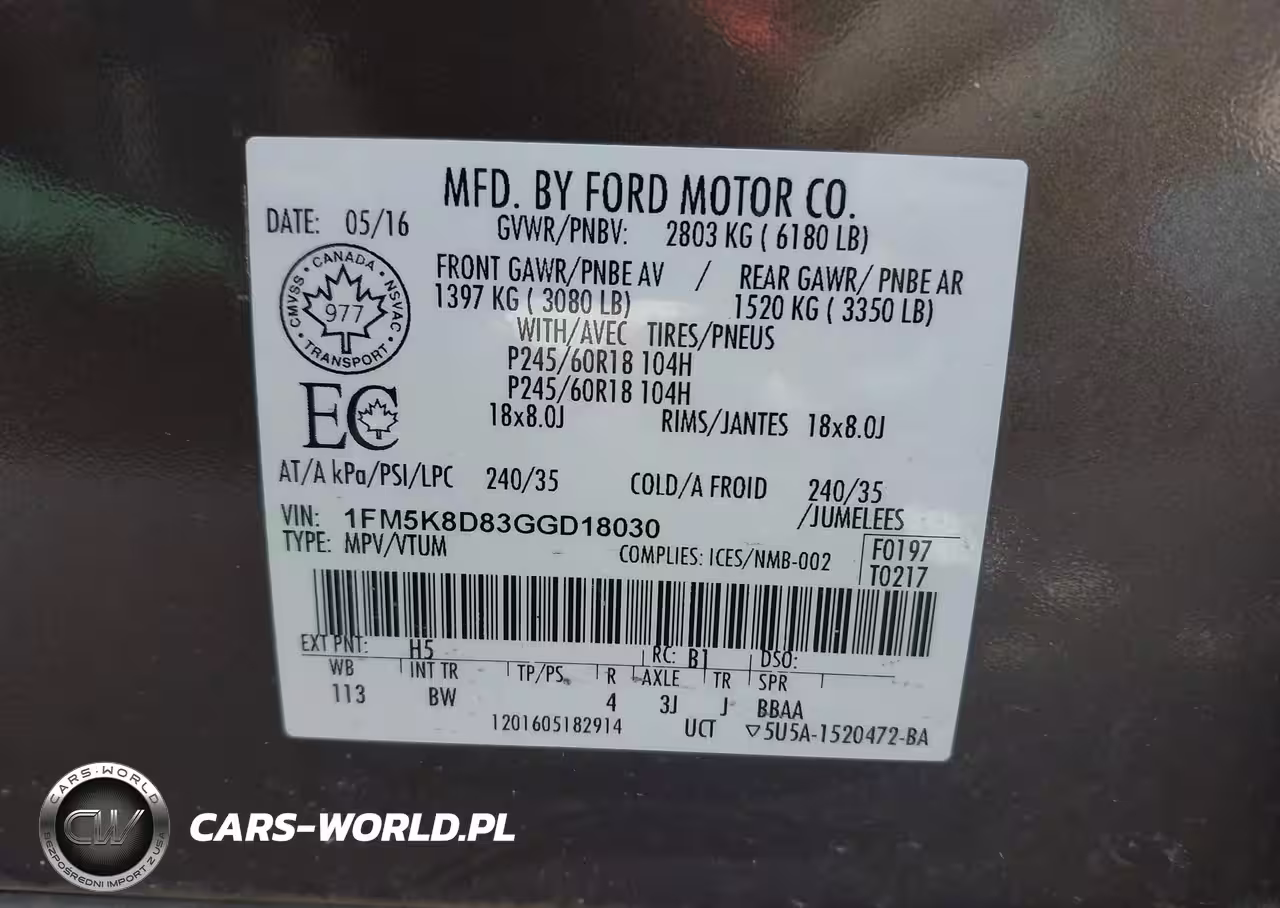 MFD. BY FORD MOTOR CO.
DATE: 05/16
GVWR/PNBV: 2803 KG ( 6180 LB)
FRONT GAWR/PNBE AV / REAR GAWR/ PNBE AR
1397 KG ( 3080 LB) 1520 KG ( 3350 LB)
WITH/AVEC TIRES/PNEUS
P245/60R18 104H
P245/60R18 104H
18x8.0J RIMS/JANTES 18x8.0J
CANADA
CMVSS NSVAC
977
TRANSPORT
EC
AT/A kPa/PSI/LPC 240/35 COLD/A FROID 240/35
/JUMELEES
VIN: 1FM5K8D83GGD18030
TYPE: MPV/VTUM COMPLIES: ICES/NMB-002
F0197
T0217
EXT PNT: H5 RC: B1 DSO:
WB INT TR TP/PS R AXLE TR SPR
113 BW 4 3J J BBAA
1201605182914 UCT ▽5U5A-1520472-BA
CARS-WORLD
CW
BEZPOŚREDNI IMPORT Z USA
CARS-WORLD.PL